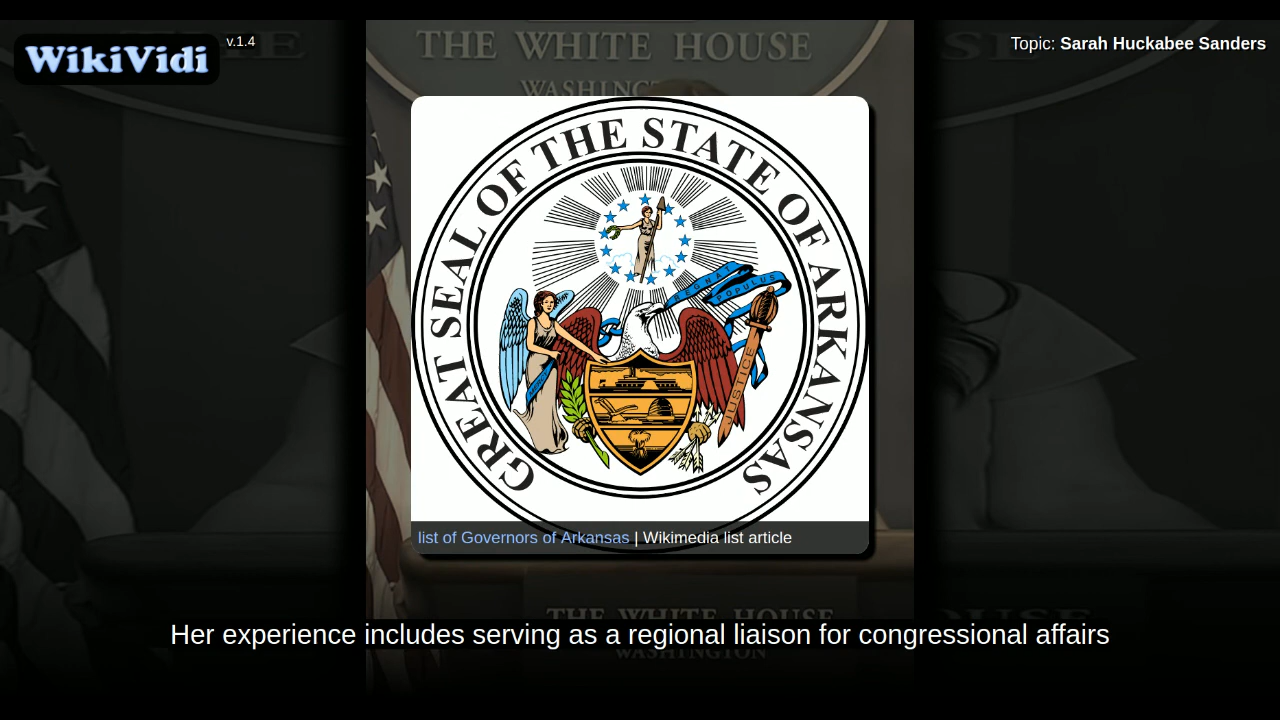 THE WHITE HOUSE
WASHINGT
WikiVidi
v.1.4
Topic: Sarah Huckabee Sanders
GREAT SEAL OF THE STATE OF ARKANSAS
REGNAT
POPULUS
JUSTICE
list of Governors of Arkansas | Wikimedia list article
THE WHITE HOUSE
Her experience includes serving as a regional liaison for congressional affairs
WASHINGTON